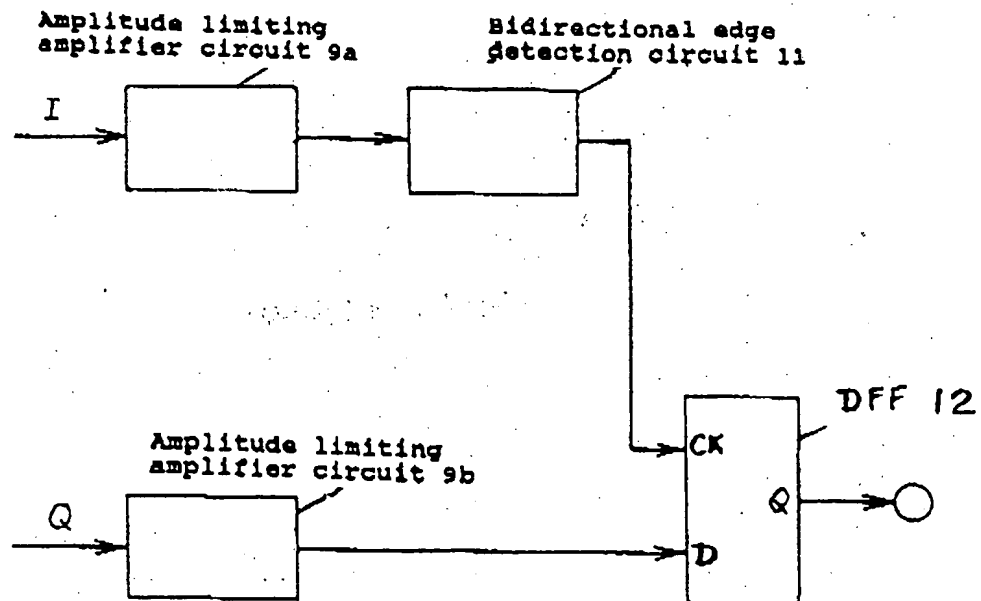 Amplitude limiting
amplifier circuit 9a
Bidirectional edge
detection circuit 11
I
DFF 12
CK
Amplitude limiting
amplifier circuit 9b
Q
Q
D